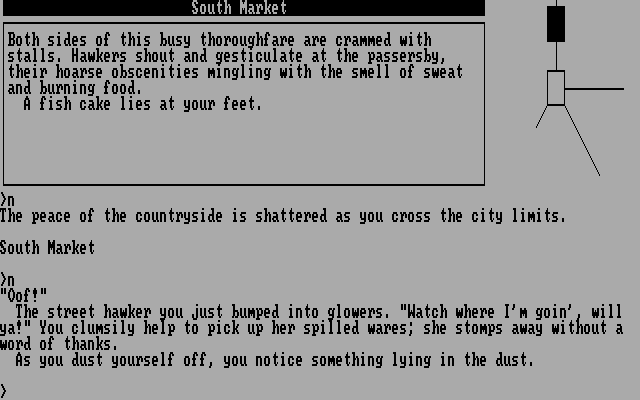 South Market
Both sides of this busy thoroughfare are crammed with
stalls. Hawkers shout and gesticulate at the passersby,
their hoarse obscenities mingling with the smell of sweat
and burning food.
A fish cake lies at your feet.
>n
The peace of the countryside is shattered as you cross the city limits.
South Market
>n
"Oof!"
The street hawker you just bumped into glowers. "Watch where I'm goin', will
ya!" You clumsily help to pick up her spilled wares; she stomps away without a
word of thanks.
As you dust yourself off, you notice something lying in the dust.
>